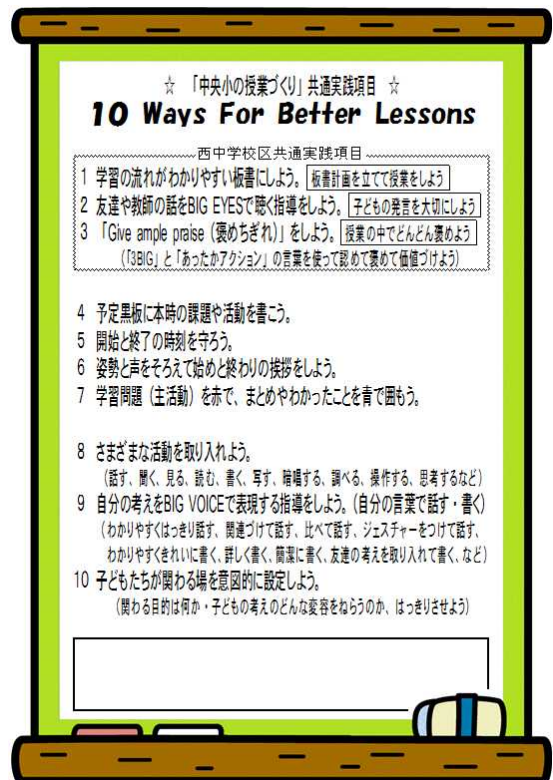 ☆ 「中央小の授業づくり」共通実践項目 ☆
10 Ways For Better Lessons
西中学校区共通実践項目
1 学習の流れがわかりやすい板書にしよう。 板書計画を立てて授業をしよう
2 友達や教師の話をBIG EYESで聴く指導をしよう。 子どもの発言を大切にしよう
3 「Give ample praise (褒めちぎれ)」をしよう。 授業の中でどんどん褒めよう
(「3BIG」と「あったかアクション」の言葉を使って認めて褒めて価値づけよう)
4 予定黒板に本時の課題や活動を書こう。
5 開始と終了の時刻を守ろう。
6 姿勢と声をそろえて始めと終わりの挨拶をしよう。
7 学習問題(主活動)を赤で、まとめやわかったことを青で囲もう。
8 さまざまな活動を取り入れよう。
(話す、聞く、見る、読む、書く、写す、暗唱する、調べる、操作する、思考するなど)
9 自分の考えをBIG VOICEで表現する指導をしよう。(自分の言葉で話す・書く)
(わかりやすくはっきり話す、関連づけて話す、比べて話す、ジェスチャーをつけて話す、
わかりやすくきれいに書く、詳しく書く、簡潔に書く、友達の考えを取り入れて書く、など)
10 子どもたちが関わる場を意図的に設定しよう。
(関わる目的は何か・子どもの考えのどんな変容をねらうのか、はっきりさせよう)